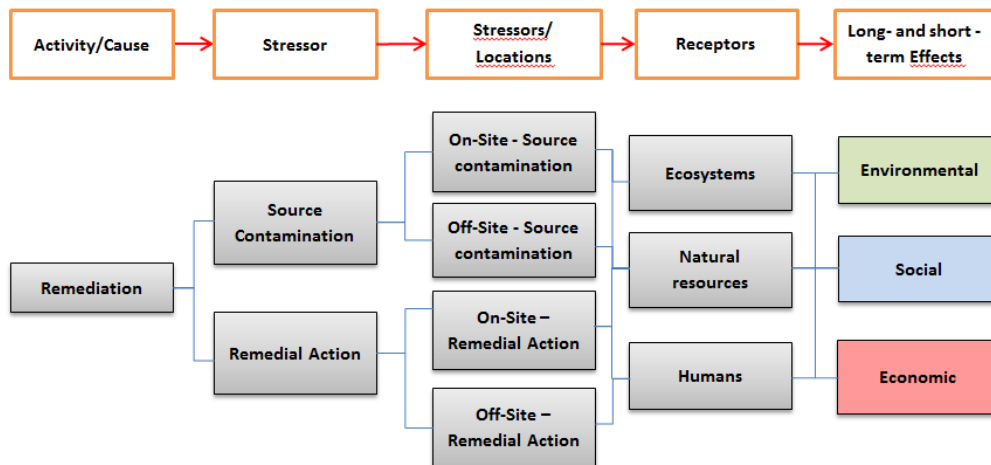 Activity/Cause
Stressor
Stressors/
Locations
Receptors
Long- and short -
term Effects
On-Site - Source
contamination
Ecosystems
Environmental
Source
Contamination
Off-Site - Source
contamination
Natural
resources
Social
Remediation
On-Site –
Remedial Action
Remedial Action
Humans
Economic
Off-Site –
Remedial Action